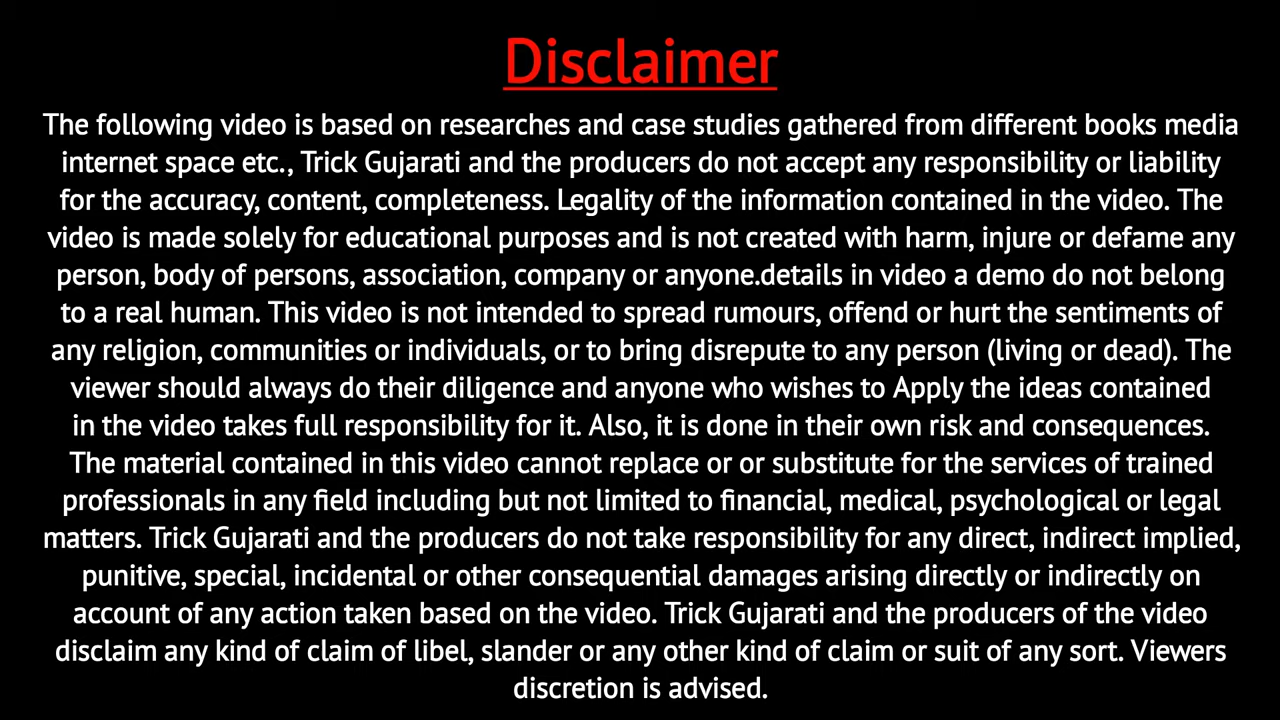 Disclaimer
The following video is based on researches and case studies gathered from different books media
internet space etc., Trick Gujarati and the producers do not accept any responsibility or liability
for the accuracy, content, completeness. Legality of the information contained in the video. The
video is made solely for educational purposes and is not created with harm, injure or defame any
person, body of persons, association, company or anyone.details in video a demo do not belong
to a real human. This video is not intended to spread rumours, offend or hurt the sentiments of
any religion, communities or individuals, or to bring disrepute to any person (living or dead). The
viewer should always do their diligence and anyone who wishes to Apply the ideas contained
in the video takes full responsibility for it. Also, it is done in their own risk and consequences.
The material contained in this video cannot replace or or substitute for the services of trained
professionals in any field including but not limited to financial, medical, psychological or legal
matters. Trick Gujarati and the producers do not take responsibility for any direct, indirect implied,
punitive, special, incidental or other consequential damages arising directly or indirectly on
account of any action taken based on the video. Trick Gujarati and the producers of the video
disclaim any kind of claim of libel, slander or any other kind of claim or suit of any sort. Viewers
discretion is advised.